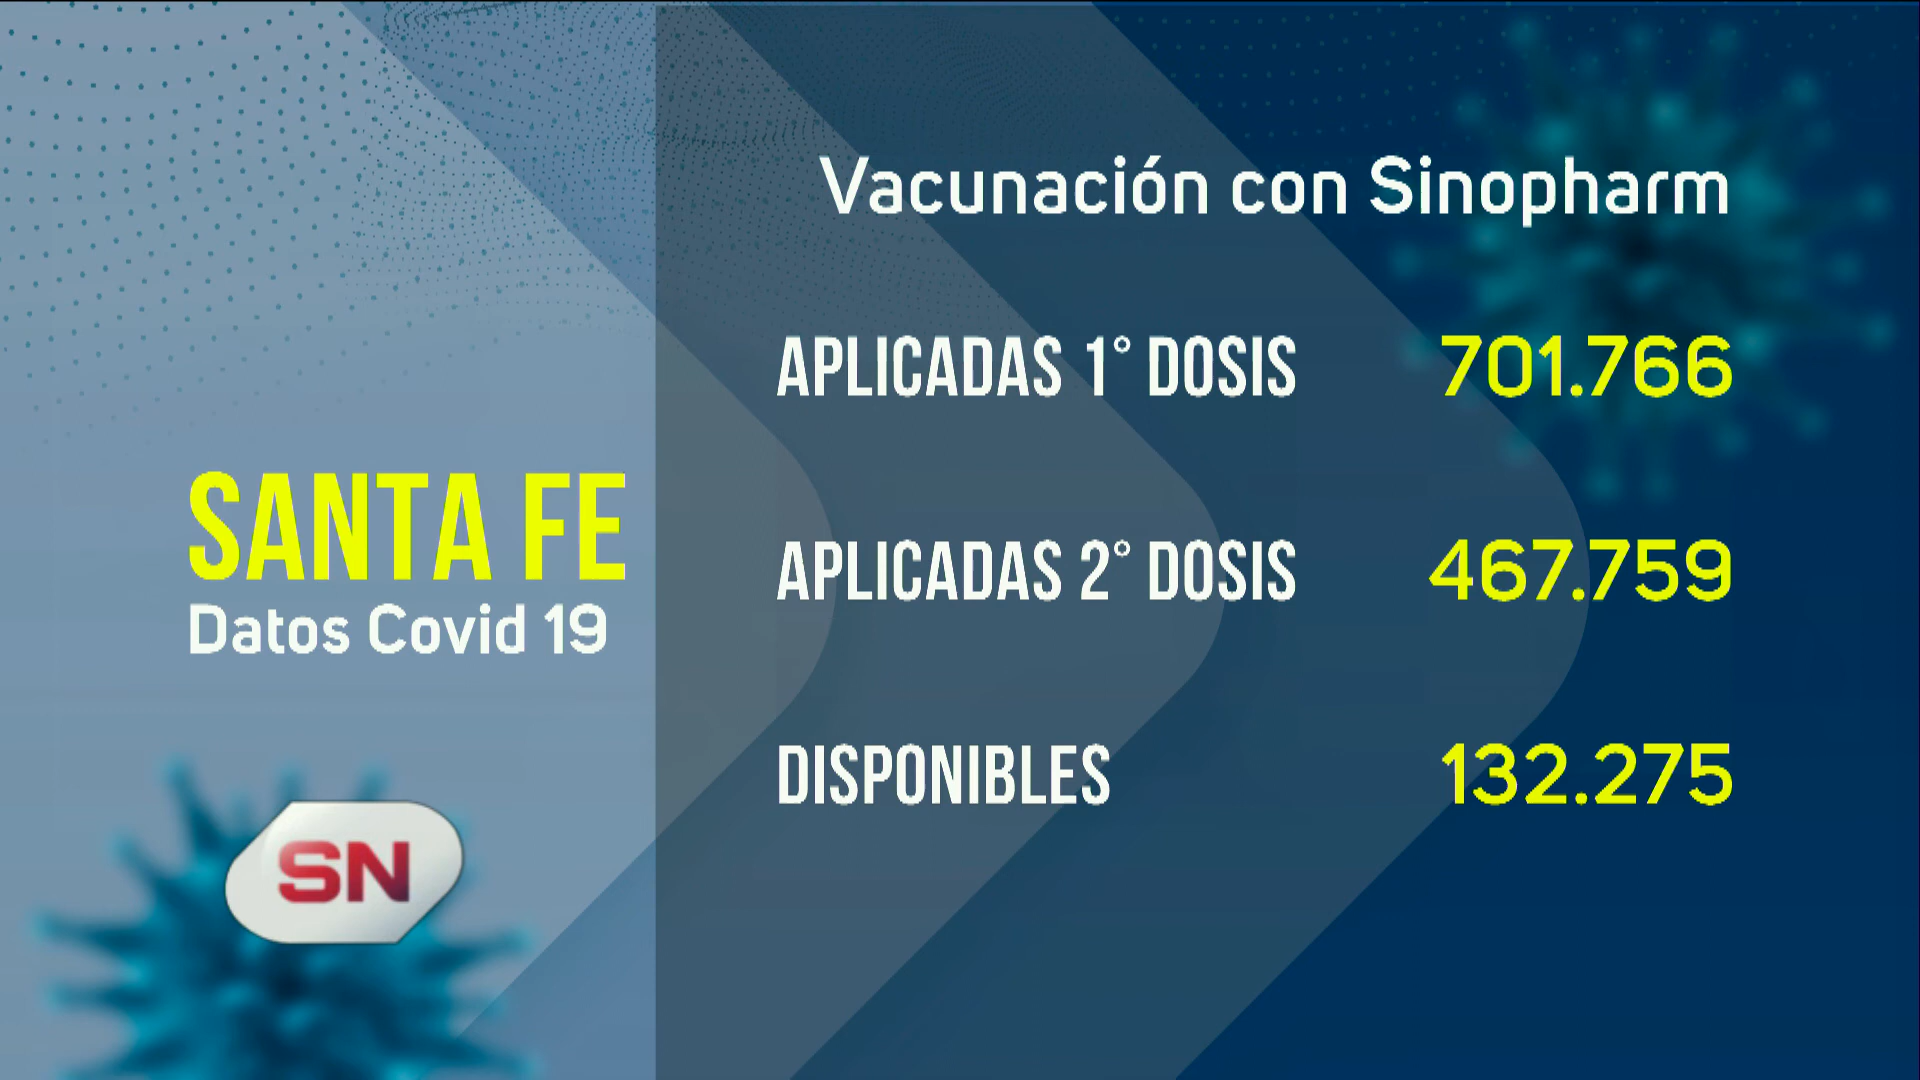 Vacunación con Sinopharm
APLICADAS 1° DOSIS 701.766
SANTA FE
Datos Covid 19
APLICADAS 2° DOSIS 467.759
DISPONIBLES 132.275
SN